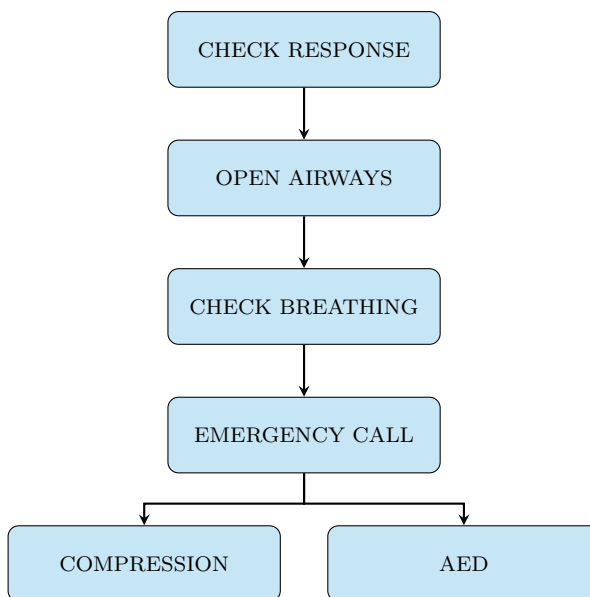 CHECK RESPONSE
OPEN AIRWAYS
CHECK BREATHING
EMERGENCY CALL
COMPRESSION
AED